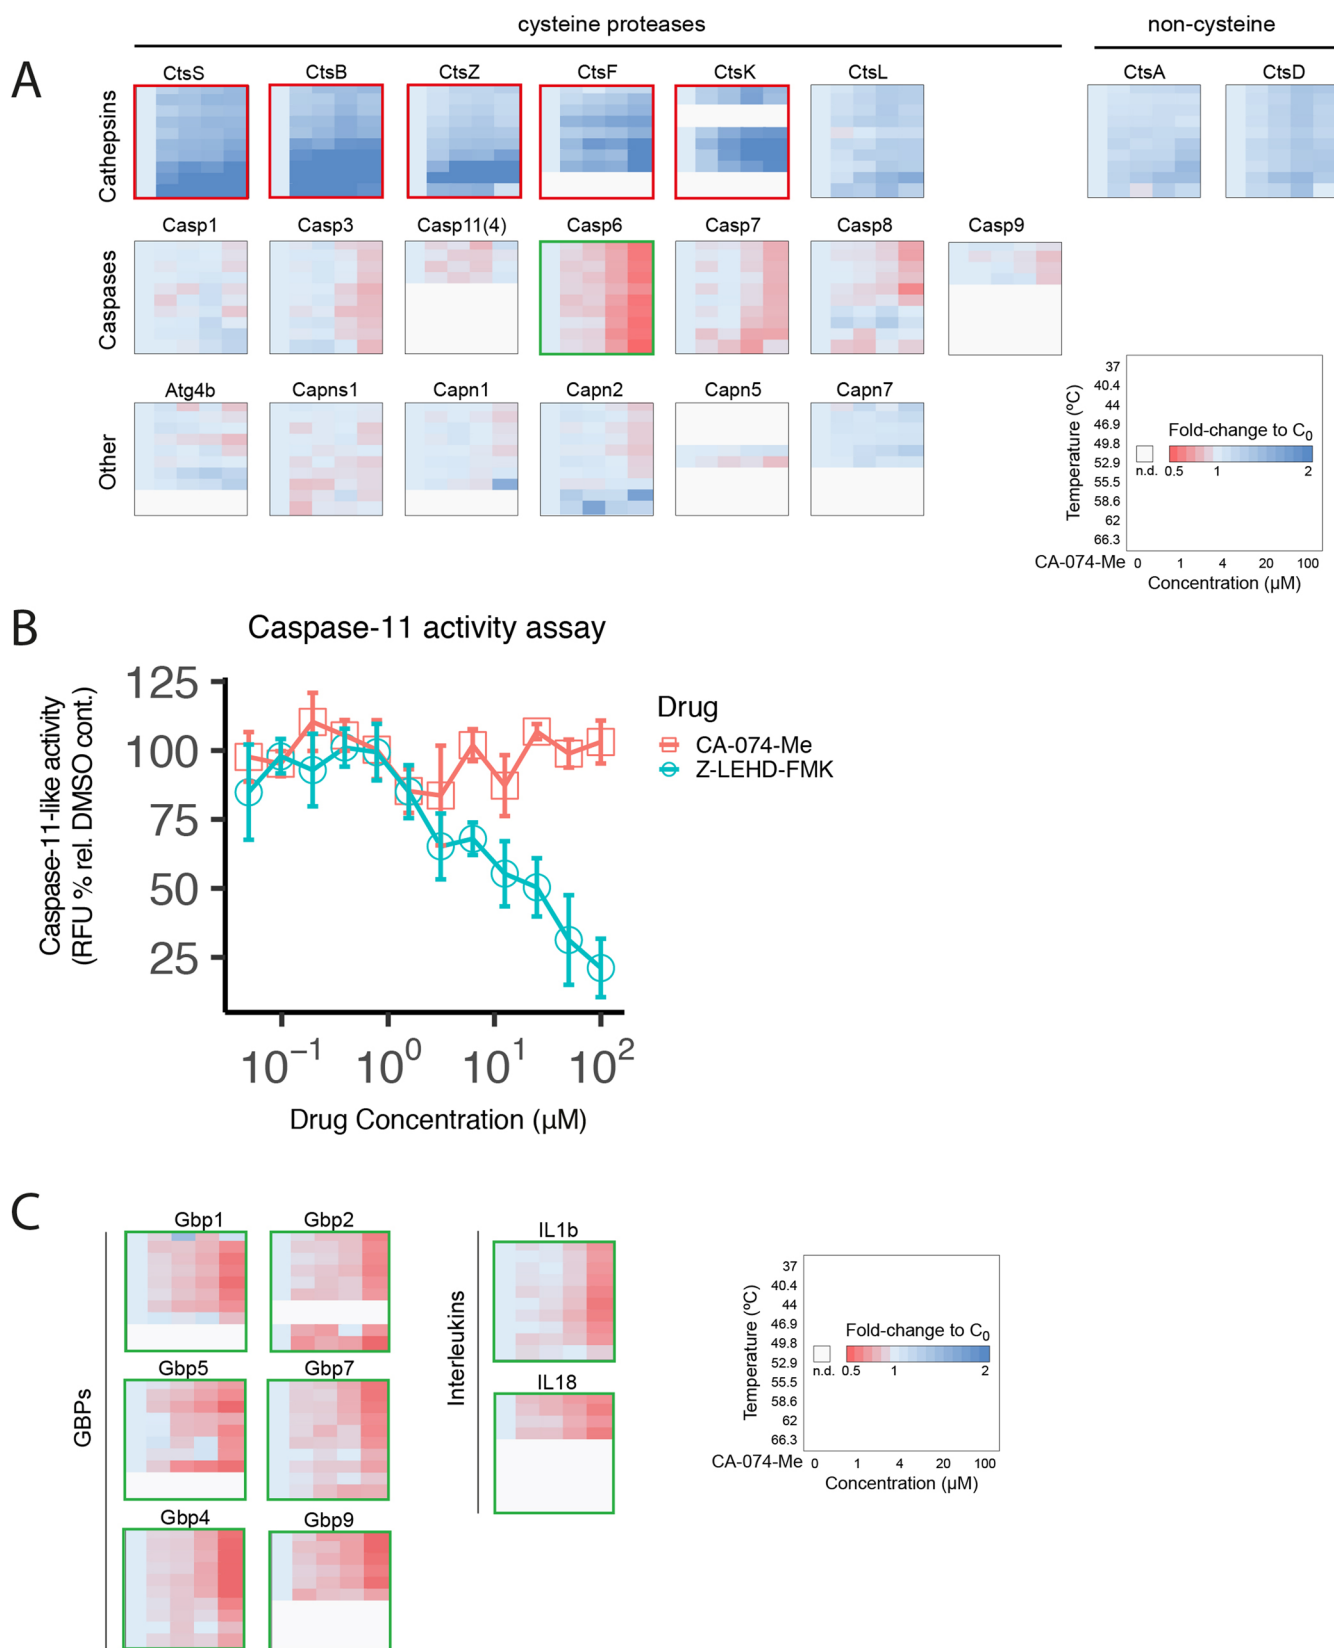 cysteine proteases
non-cysteine
A
CtsS CtsB CtsZ CtsF CtsK CtsL CtsA CtsD
Cathepsins
Casp1 Casp3 Casp11(4) Casp6 Casp7 Casp8 Casp9
Caspases
Atg4b Capns1 Capn1 Capn2 Capn5 Capn7
Other
Temperature (ºC)
37
40.4
44
46.9
49.8
52.9
55.5
58.6
62
66.3
Fold-change to C0
n.d. 0.5 1 2
CA-074-Me 0 1 4 20 100
Concentration (µM)
B
Caspase-11 activity assay
Caspase-11-like activity
(RFU % rel. DMSO cont.)
125
100
75
50
25
10−1 100 101 102
Drug Concentration (µM)
Drug
CA-074-Me
Z-LEHD-FMK
C
Gbp1 Gbp2
Gbp5 Gbp7
Gbp4 Gbp9
GBPs
IL1b
IL18
Interleukins
Temperature (ºC)
37
40.4
44
46.9
49.8
52.9
55.5
58.6
62
66.3
Fold-change to C0
n.d. 0.5 1 2
CA-074-Me 0 1 4 20 100
Concentration (µM)